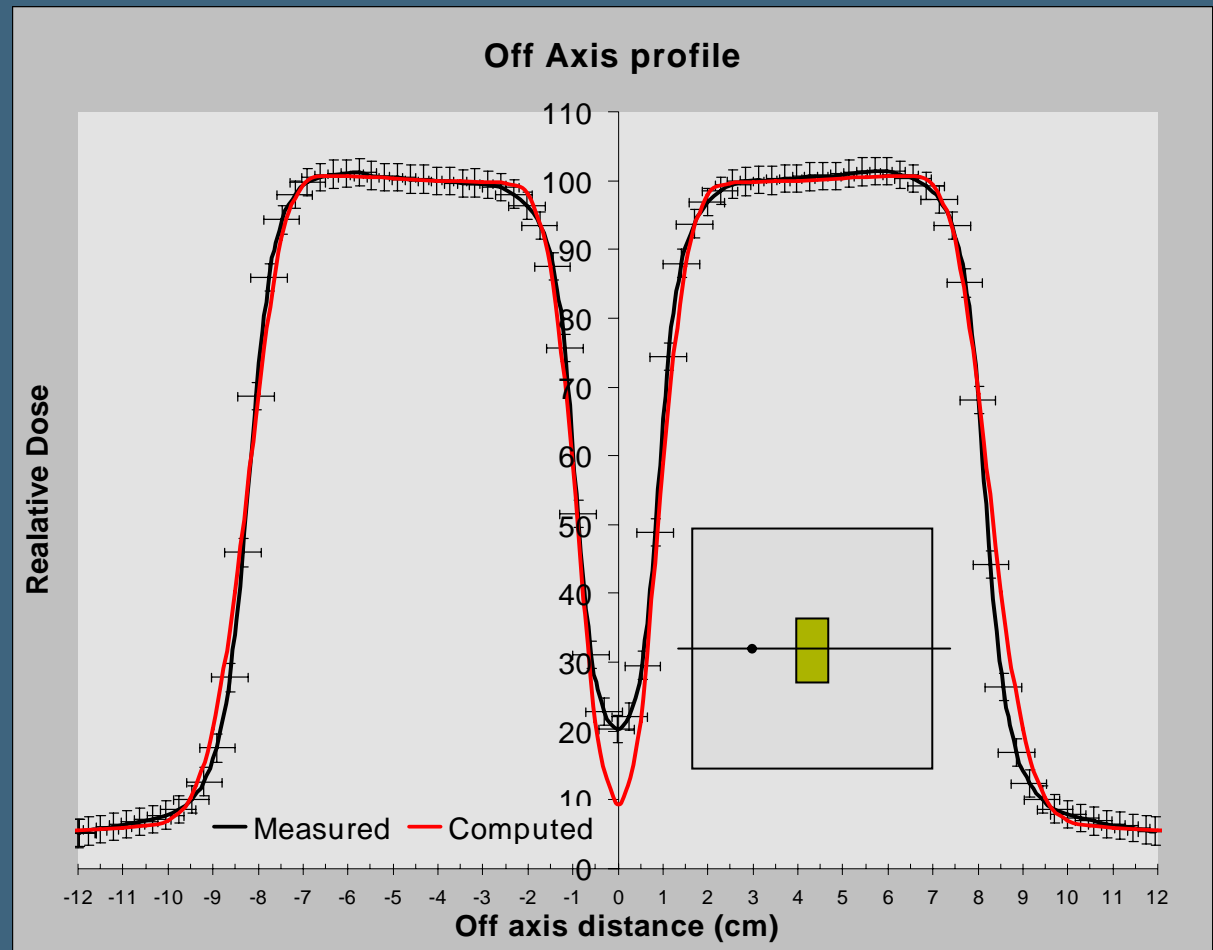 Off Axis profile
110
100
90
80
70
60
50
40
30
20
10
0
Realative Dose
Measured Computed
-12 -11 -10 -9 -8 -7 -6 -5 -4 -3 -2 -1 0 1 2 3 4 5 6 7 8 9 10 11 12
Off axis distance (cm)